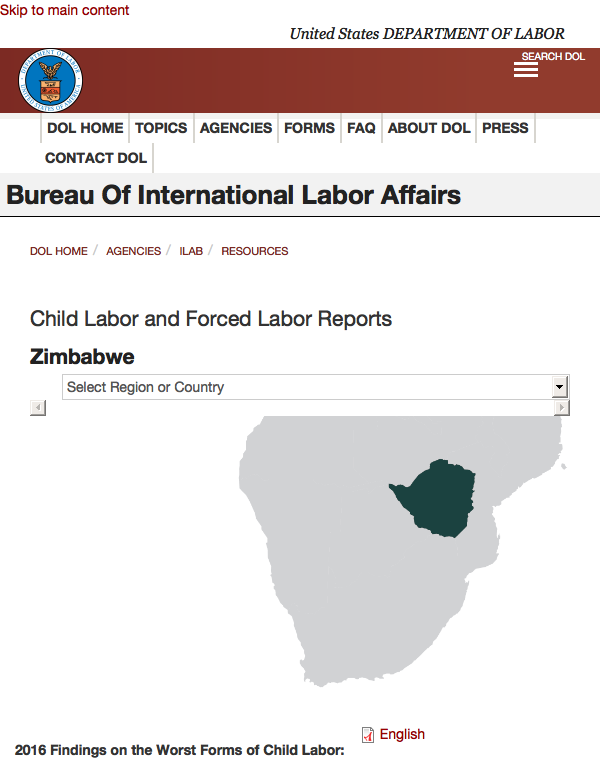 Skip to main content
United States DEPARTMENT OF LABOR
SEARCH DOL
DOL HOME TOPICS AGENCIES FORMS FAQ ABOUT DOL PRESS
CONTACT DOL
Bureau Of International Labor Affairs
DOL HOME / AGENCIES / ILAB / RESOURCES
Child Labor and Forced Labor Reports
Zimbabwe
Select Region or Country
English
2016 Findings on the Worst Forms of Child Labor: